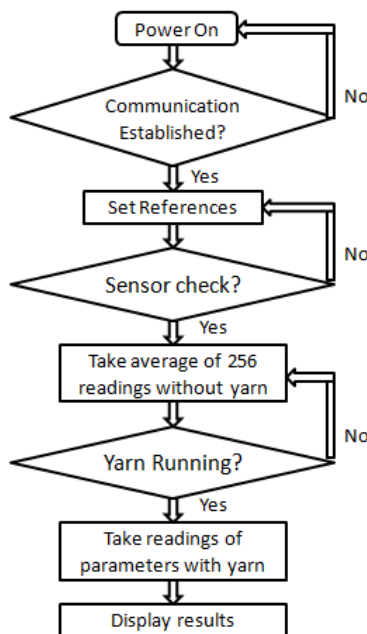 Power On
Communication
Established?
No
Yes
Set References
Sensor check?
No
Yes
Take average of 256
readings without yarn
Yarn Running?
No
Yes
Take readings of
parameters with yarn
Display results